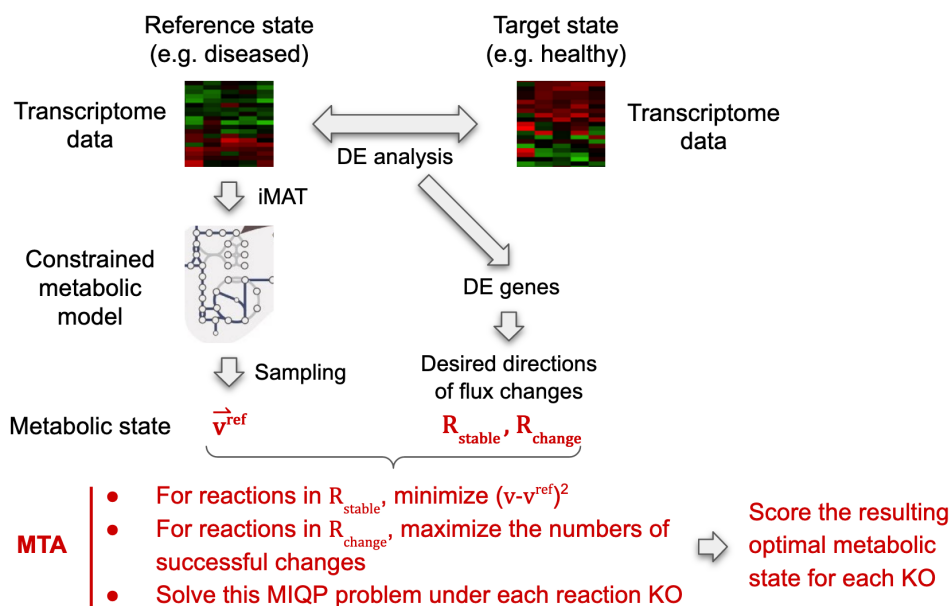 Reference state
(e.g. diseased)
Target state
(e.g. healthy)
Transcriptome
data
DE analysis
Transcriptome
data
iMAT
Constrained
metabolic
model
DE genes
Sampling
Desired directions
of flux changes
Metabolic state
v⃗^ref
R_stable, R_change
MTA
● For reactions in R_stable, minimize (v-v^ref)^2
● For reactions in R_change, maximize the numbers of
successful changes
● Solve this MIQP problem under each reaction KO
Score the resulting
optimal metabolic
state for each KO